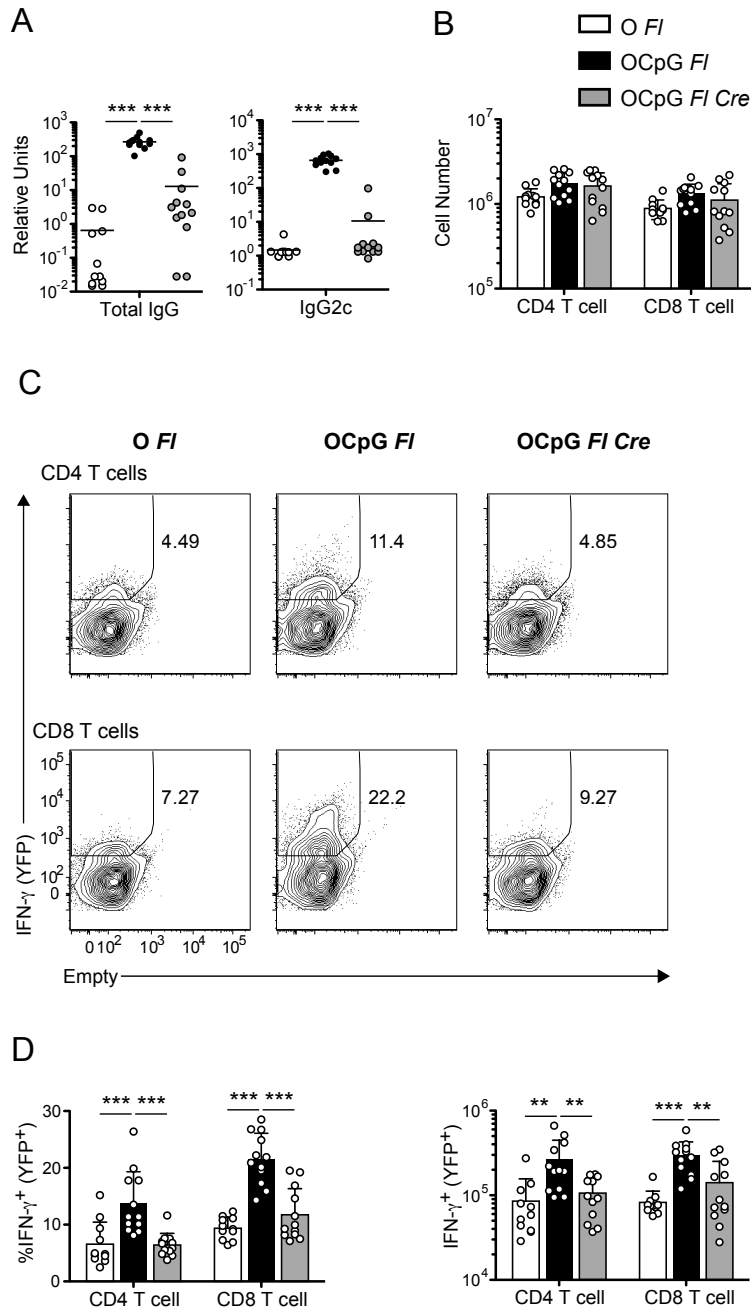 A
Relative Units
10³
10²
10¹
10⁰
10⁻¹
10⁻²
*** ***
Total IgG
10⁴
10³
10²
10¹
10⁰
10⁻¹
*** ***
IgG2c
B
O Fl
OCpG Fl
OCpG Fl Cre
Cell Number
10⁷
10⁶
10⁵
CD4 T cell CD8 T cell
C
O Fl OCpG Fl OCpG Fl Cre
CD4 T cells
4.49 11.4 4.85
CD8 T cells
7.27 22.2 9.27
IFN-γ (YFP)
10⁵
10⁴
10³
10²
0
0 10² 10³ 10⁴ 10⁵
Empty
D
%IFN-γ⁺ (YFP⁺)
30
20
10
0
*** *** *** ***
CD4 T cell CD8 T cell
IFN-γ⁺ (YFP⁺)
10⁶
10⁵
10⁴
** ** *** **
CD4 T cell CD8 T cell